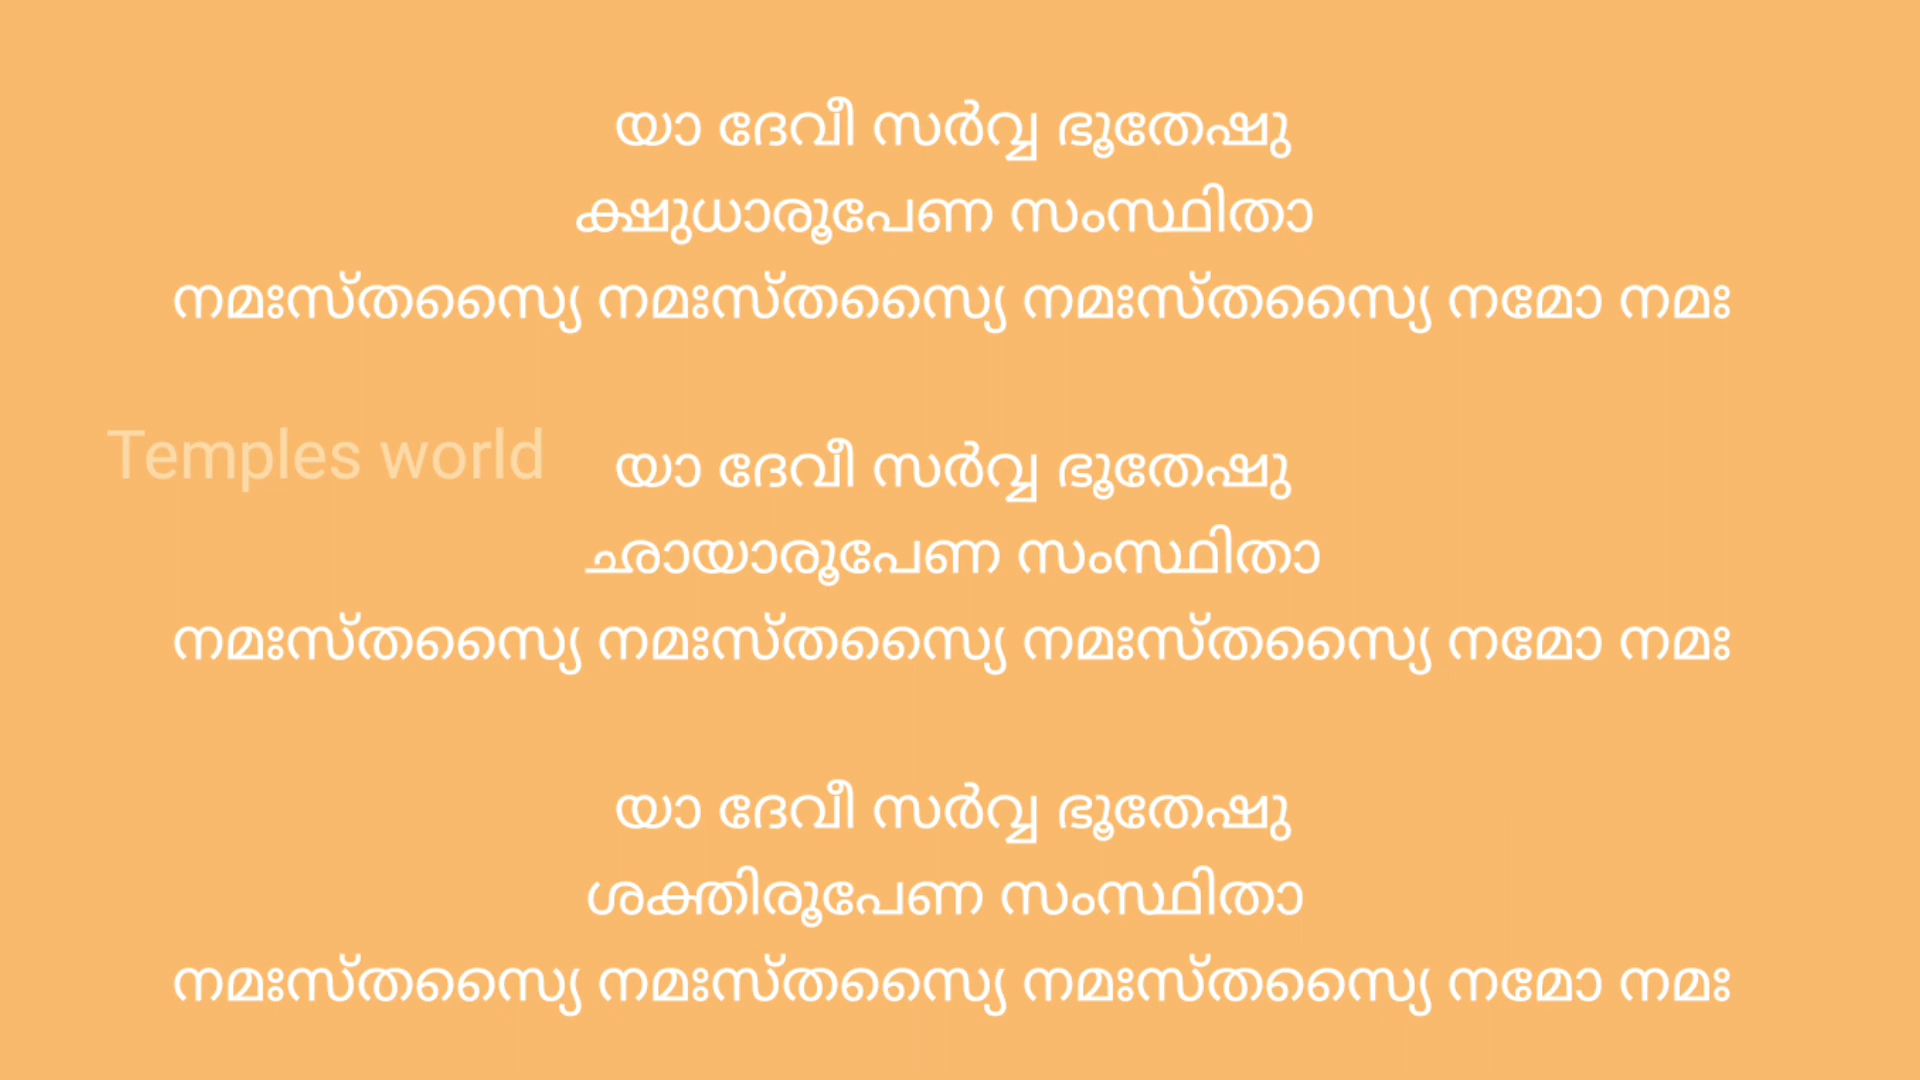 യാ ദേവീ സർവ്വ ഭൂതേഷു
ക്ഷുധാരൂപേണ സംസ്ഥിതാ
നമഃസ്തസ്യൈ നമഃസ്തസ്യൈ നമഃസ്തസ്യൈ നമോ നമഃ
Temples world
യാ ദേവീ സർവ്വ ഭൂതേഷു
ഛായാരൂപേണ സംസ്ഥിതാ
നമഃസ്തസ്യൈ നമഃസ്തസ്യൈ നമഃസ്തസ്യൈ നമോ നമഃ
യാ ദേവീ സർവ്വ ഭൂതേഷു
ശക്തിരൂപേണ സംസ്ഥിതാ
നമഃസ്തസ്യൈ നമഃസ്തസ്യൈ നമഃസ്തസ്യൈ നമോ നമഃ